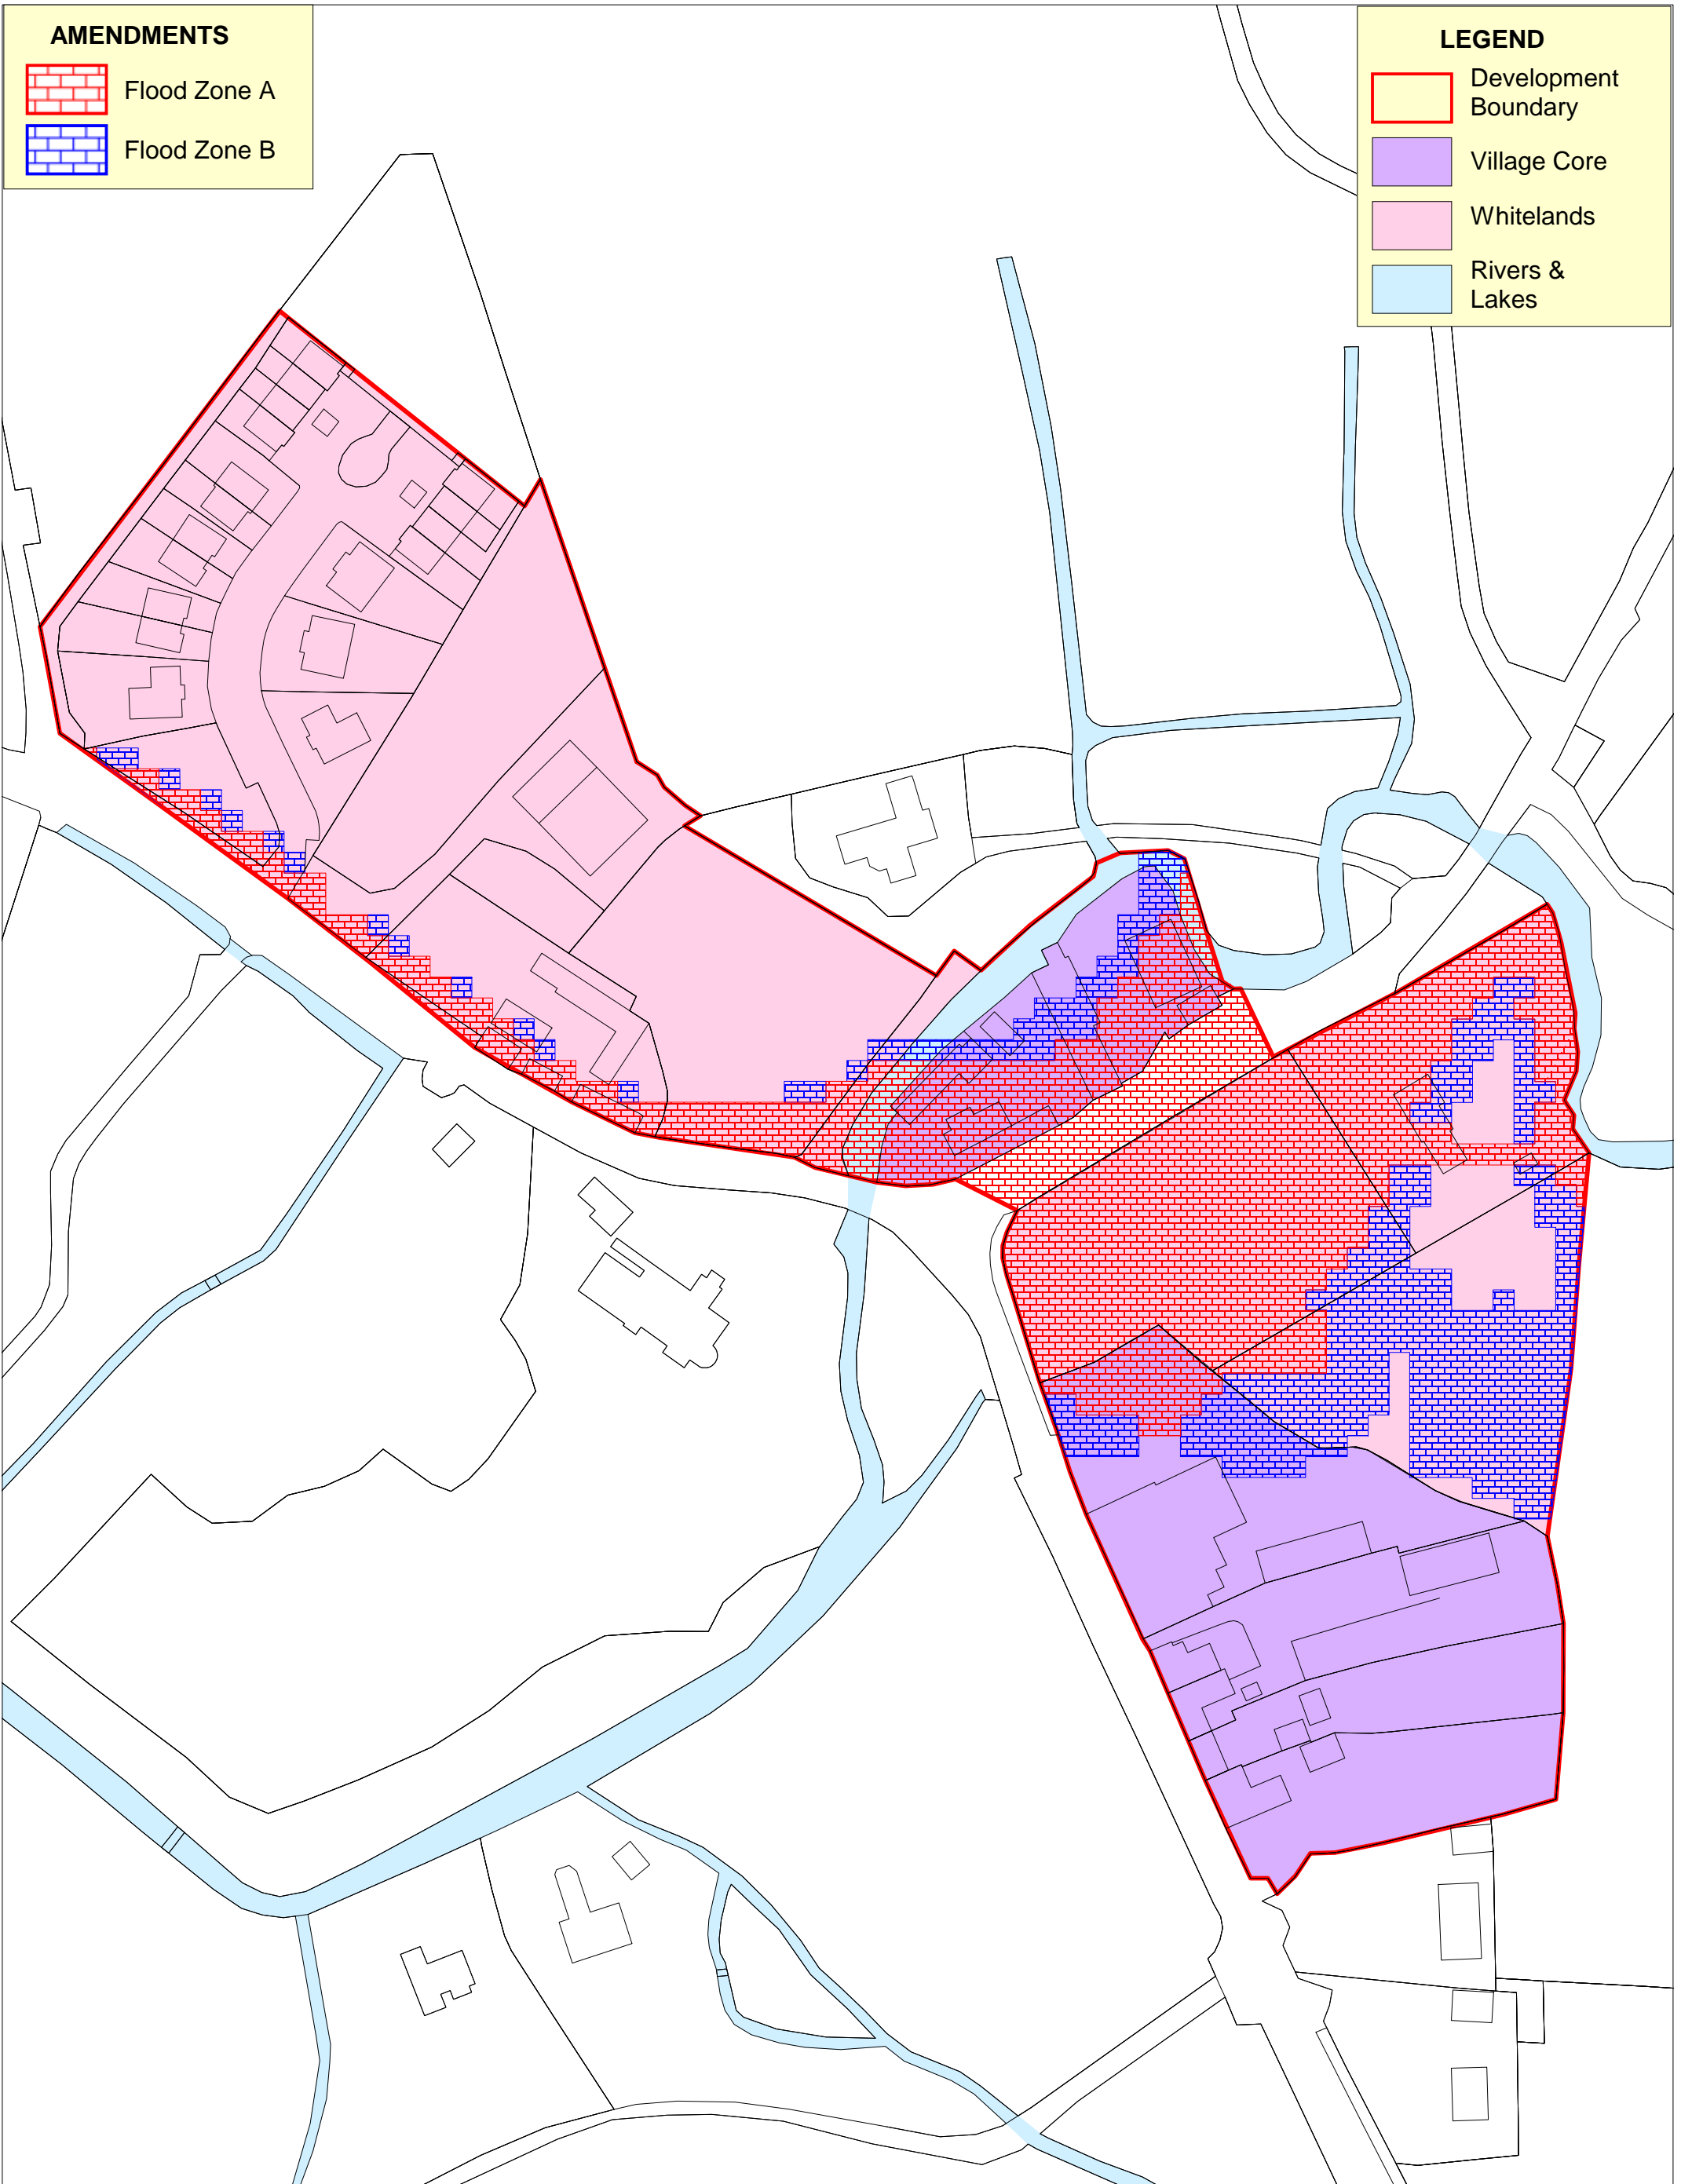 AMENDMENTS
Flood Zone A
Flood Zone B
LEGEND
Development
Boundary
Village Core
Whitelands
Rivers &
Lakes